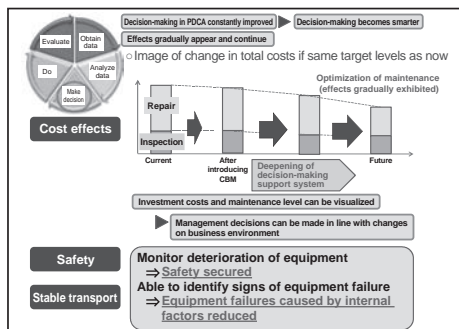 Decision-making in PDCA constantly improved
Decision-making becomes smarter
Effects gradually appear and continue
Evaluate
Obtain
data
Do
Analyze
data
Make
decision
Image of change in total costs if same target levels as now
Optimization of maintenance
(effects gradually exhibited)
Repair
Cost effects
Inspection
Current
After
introducing
CBM
Deepening of
decision-making
support system
Future
Investment costs and maintenance level can be visualized
Management decisions can be made in line with changes
on business environment
Safety
Monitor deterioration of equipment
⇒ Safety secured
Stable transport
Able to identify signs of equipment failure
⇒ Equipment failures caused by internal
factors reduced